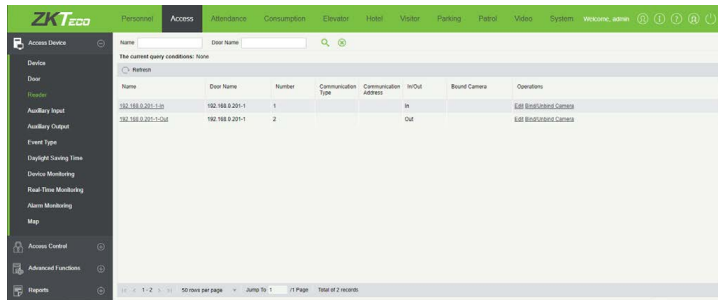 ZKTeco Personnel Access Attendance Consumption Elevator Hotel Visitor Parking Patrol Video System Welcome, admin
Access Device
Device
Door
Reader
Auxiliary Input
Auxiliary Output
Event Type
Daylight Saving Time
Device Monitoring
Real-Time Monitoring
Alarm Monitoring
Map
Access Control
Advanced Functions
Reports
Name Door Name
The current query conditions: None
Refresh
Name Door Name Number Communication Type Communication Address In/Out Bound Camera Operations
192.168.0.201-1-In 192.168.0.201-1 1 In Edit Bind/Unbind Camera
192.168.0.201-1-Out 192.168.0.201-1 2 Out Edit Bind/Unbind Camera
1-2 50 rows per page Jump To 1 /1 Page Total of 2 records